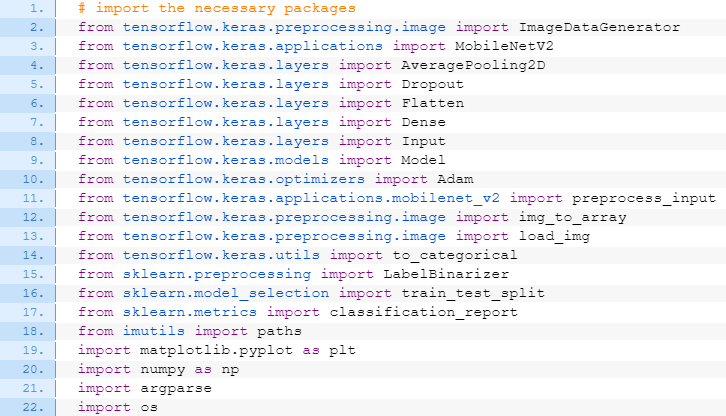 1. # import the necessary packages
2. from tensorflow.keras.preprocessing.image import ImageDataGenerator
3. from tensorflow.keras.applications import MobileNetV2
4. from tensorflow.keras.layers import AveragePooling2D
5. from tensorflow.keras.layers import Dropout
6. from tensorflow.keras.layers import Flatten
7. from tensorflow.keras.layers import Dense
8. from tensorflow.keras.layers import Input
9. from tensorflow.keras.models import Model
10. from tensorflow.keras.optimizers import Adam
11. from tensorflow.keras.applications.mobilenet_v2 import preprocess_input
12. from tensorflow.keras.preprocessing.image import img_to_array
13. from tensorflow.keras.preprocessing.image import load_img
14. from tensorflow.keras.utils import to_categorical
15. from sklearn.preprocessing import LabelBinarizer
16. from sklearn.model_selection import train_test_split
17. from sklearn.metrics import classification_report
18. from imutils import paths
19. import matplotlib.pyplot as plt
20. import numpy as np
21. import argparse
22. import os